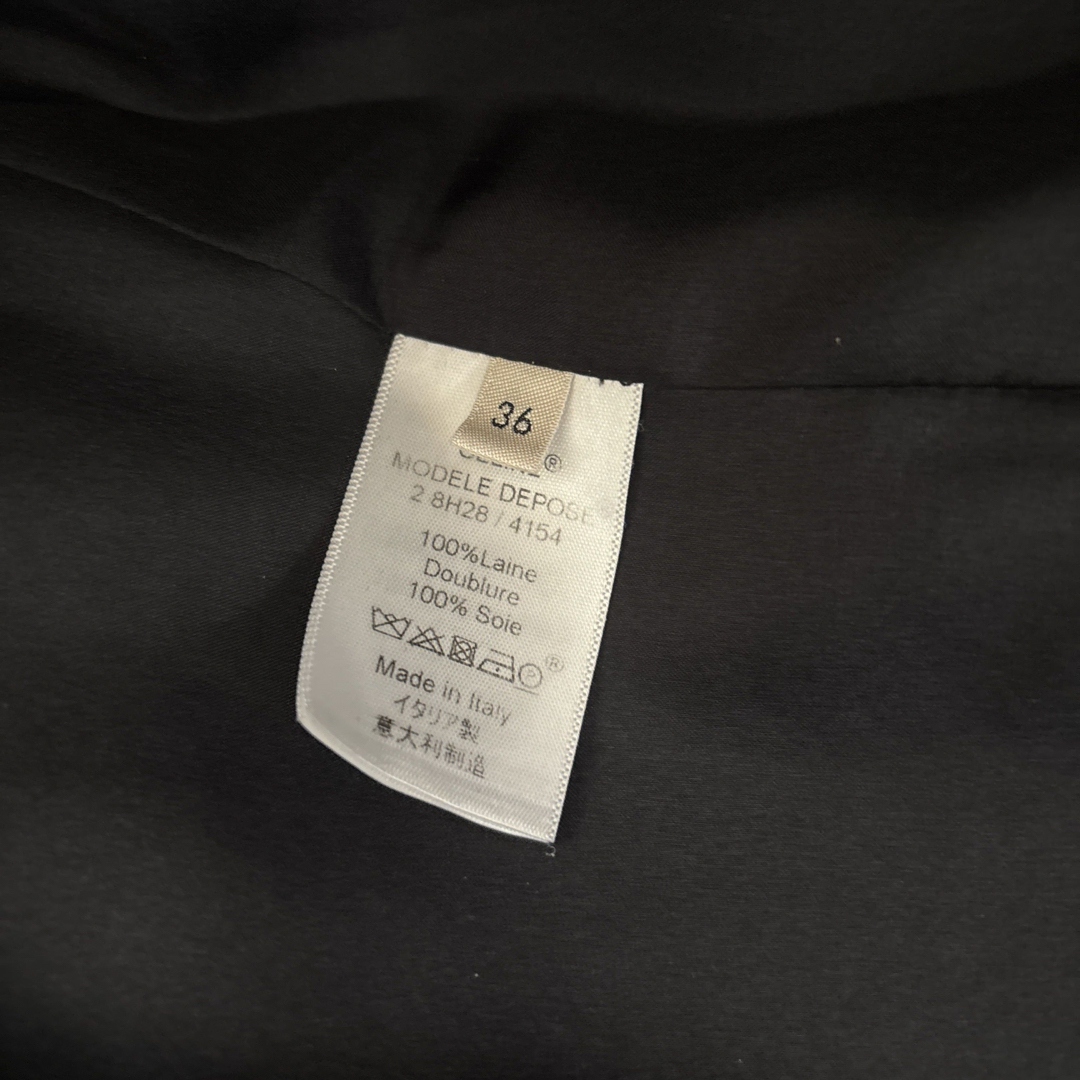 36
MODELE DEPOSE
2 8H28 / 4154
100%Laine
Doublure
100% Soie
Made in Italy
イタリア製
意大利制造